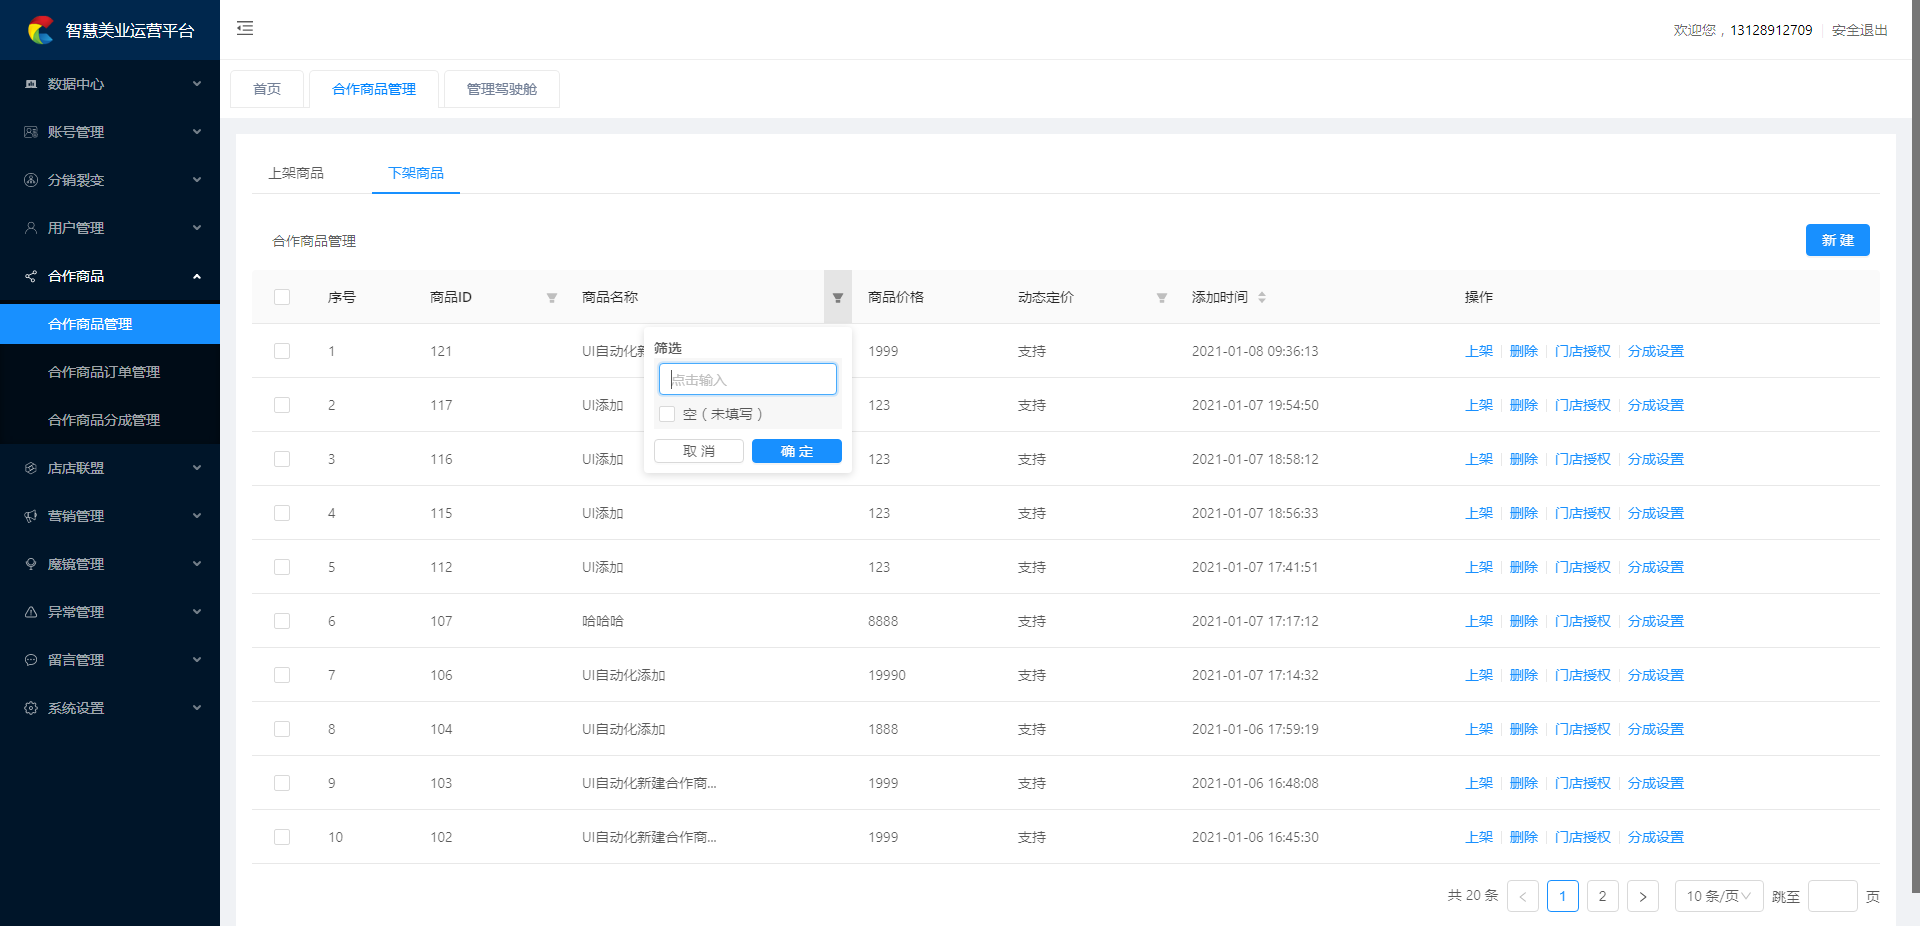 智慧美业运营平台
欢迎您，13128912709 安全退出
数据中心
账号管理
分销裂变
用户管理
合作商品
合作商品管理
合作商品订单管理
合作商品分成管理
店店联盟
营销管理
魔镜管理
异常管理
留言管理
系统设置
首页 合作商品管理 管理驾驶舱
上架商品 下架商品
合作商品管理 新 建
序号 商品ID 商品名称 商品价格 动态定价 添加时间 操作
1 121 UI自动化新 1999 支持 2021-01-08 09:36:13 上架 删除 门店授权 分成设置
2 117 UI添加 123 支持 2021-01-07 19:54:50 上架 删除 门店授权 分成设置
3 116 UI添加 123 支持 2021-01-07 18:58:12 上架 删除 门店授权 分成设置
4 115 UI添加 123 支持 2021-01-07 18:56:33 上架 删除 门店授权 分成设置
5 112 UI添加 123 支持 2021-01-07 17:41:51 上架 删除 门店授权 分成设置
6 107 哈哈哈 8888 支持 2021-01-07 17:17:12 上架 删除 门店授权 分成设置
7 106 UI自动化添加 19990 支持 2021-01-07 17:14:32 上架 删除 门店授权 分成设置
8 104 UI自动化添加 1888 支持 2021-01-06 17:59:19 上架 删除 门店授权 分成设置
9 103 UI自动化新建合作商... 1999 支持 2021-01-06 16:48:08 上架 删除 门店授权 分成设置
10 102 UI自动化新建合作商... 1999 支持 2021-01-06 16:45:30 上架 删除 门店授权 分成设置
筛选
点击输入
空（未填写）
取 消 确 定
共 20 条 < 1 2 > 10 条/页 跳至 页